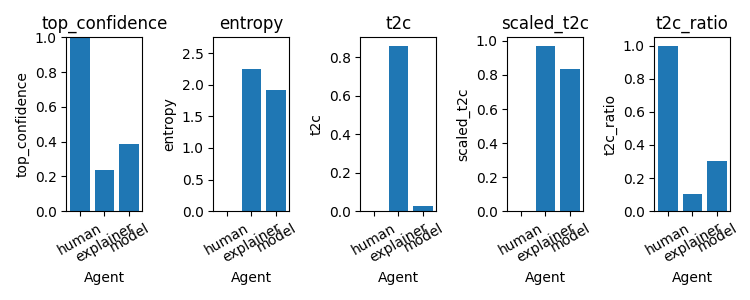 top_confidence
entropy
t2c
scaled_t2c
t2c_ratio
top_confidence
1.0
0.8
0.6
0.4
0.2
0.0
human
explainer
model
Agent
entropy
2.5
2.0
1.5
1.0
0.5
0.0
human
explainer
model
Agent
t2c
0.8
0.6
0.4
0.2
0.0
human
explainer
model
Agent
scaled_t2c
1.0
0.8
0.6
0.4
0.2
0.0
human
explainer
model
Agent
t2c_ratio
1.0
0.8
0.6
0.4
0.2
0.0
human
explainer
model
Agent